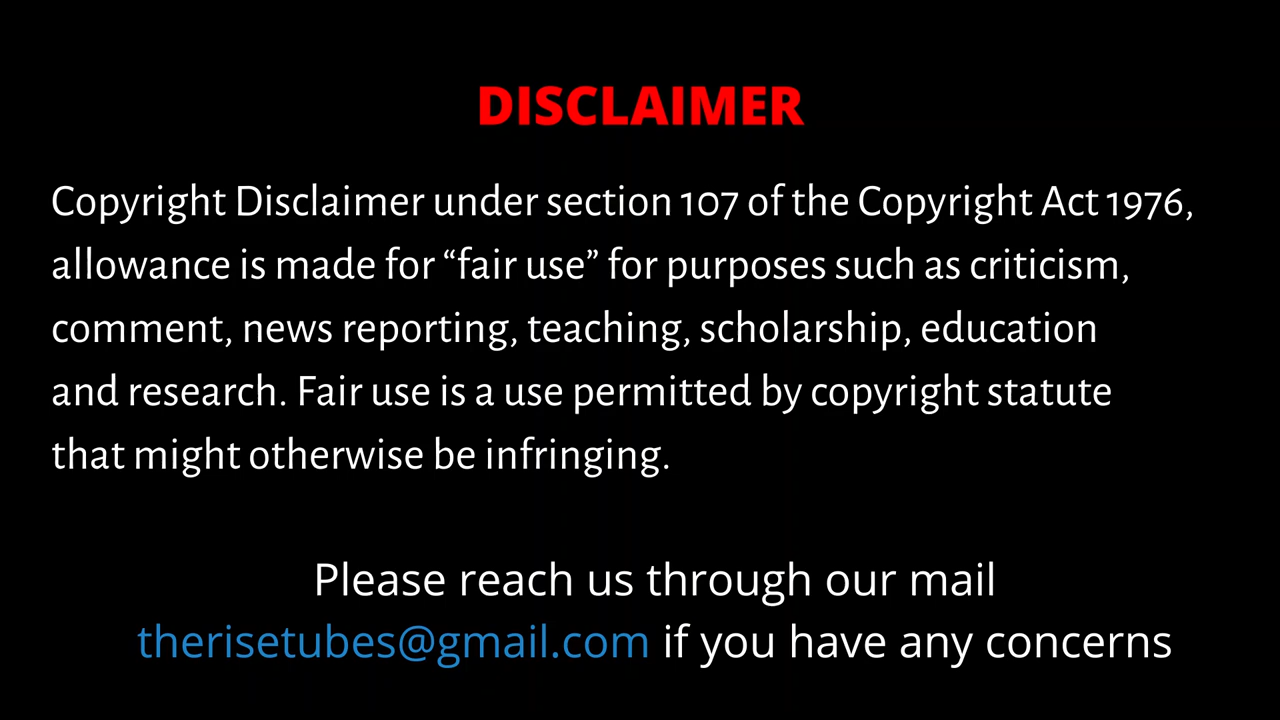 DISCLAIMER
Copyright Disclaimer under section 107 of the Copyright Act 1976,
allowance is made for “fair use” for purposes such as criticism,
comment, news reporting, teaching, scholarship, education
and research. Fair use is a use permitted by copyright statute
that might otherwise be infringing.
Please reach us through our mail
therisetubes@gmail.com if you have any concerns